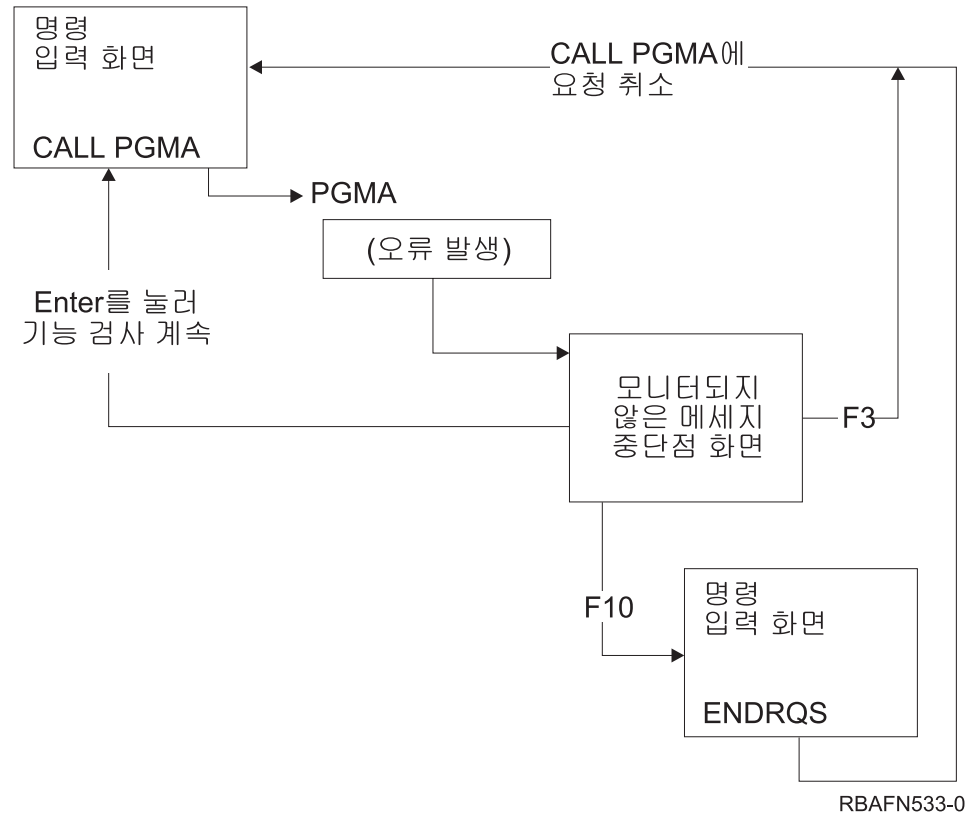 명령
입력 화면
CALL PGMA
CALL PGMA에
요청 취소
PGMA
(오류 발생)
Enter를 눌러
기능 검사 계속
모니터되지
않은 메세지
중단점 화면
F3
F10
명령
입력 화면
ENDRQS
RBAFN533-0